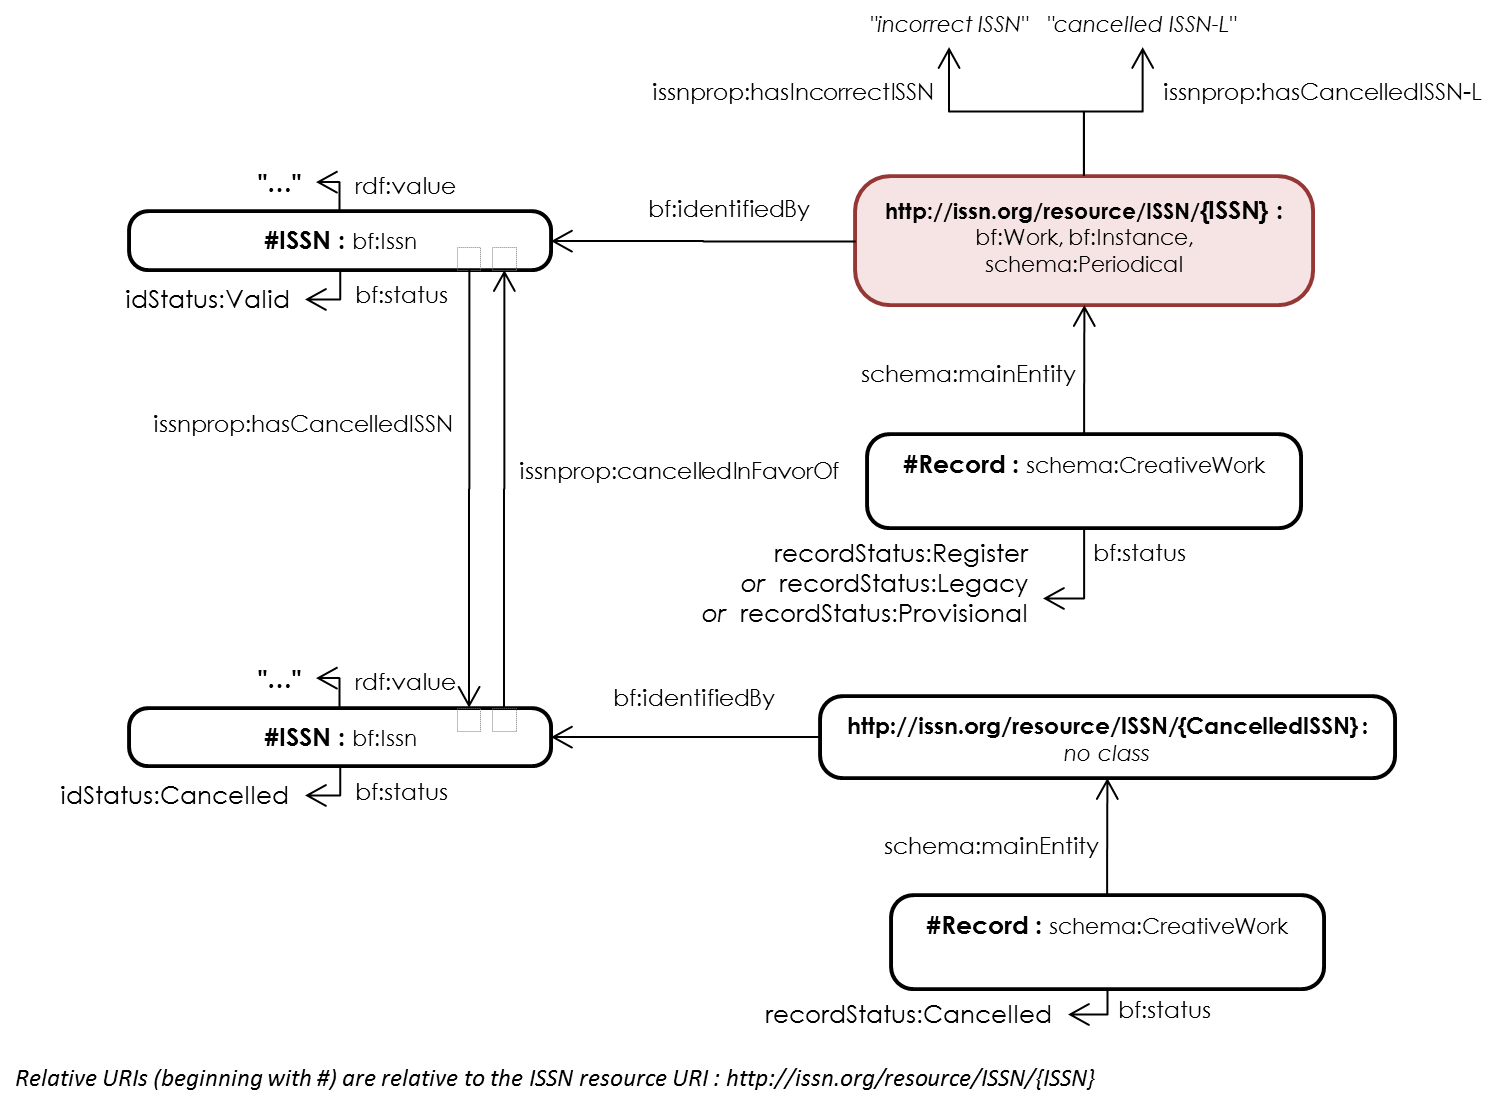 "incorrect ISSN" "cancelled ISSN-L"
issnprop:hasIncorrectISSN
issnprop:hasCancelledISSN-L
"..."
rdf:value
#ISSN : bf:Issn
idStatus:Valid
bf:status
bf:identifiedBy
http://issn.org/resource/ISSN/{ISSN} :
bf:Work, bf:Instance,
schema:Periodical
schema:mainEntity
issnprop:hasCancelledISSN
issnprop:cancelledInFavorOf
#Record : schema:CreativeWork
recordStatus:Register
or recordStatus:Legacy
or recordStatus:Provisional
bf:status
"..."
rdf:value
#ISSN : bf:Issn
idStatus:Cancelled
bf:status
bf:identifiedBy
http://issn.org/resource/ISSN/{CancelledISSN} :
no class
schema:mainEntity
#Record : schema:CreativeWork
recordStatus:Cancelled
bf:status
Relative URIs (beginning with #) are relative to the ISSN resource URI : http://issn.org/resource/ISSN/{ISSN}